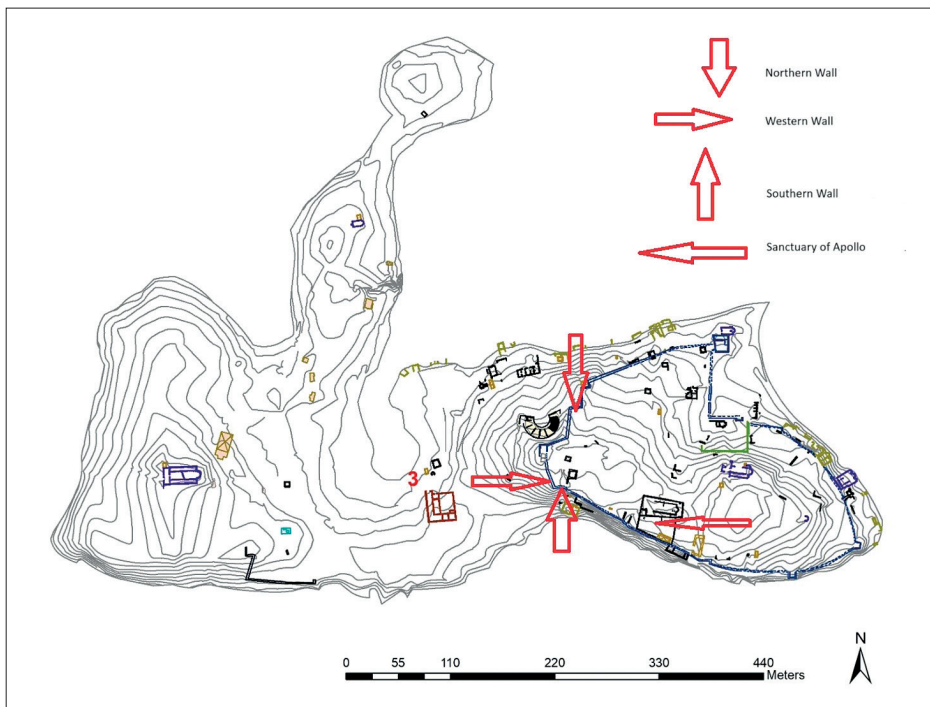 Northern Wall
Western Wall
Southern Wall
Sanctuary of Apollo
3
N
0 55 110 220 330 440
Meters